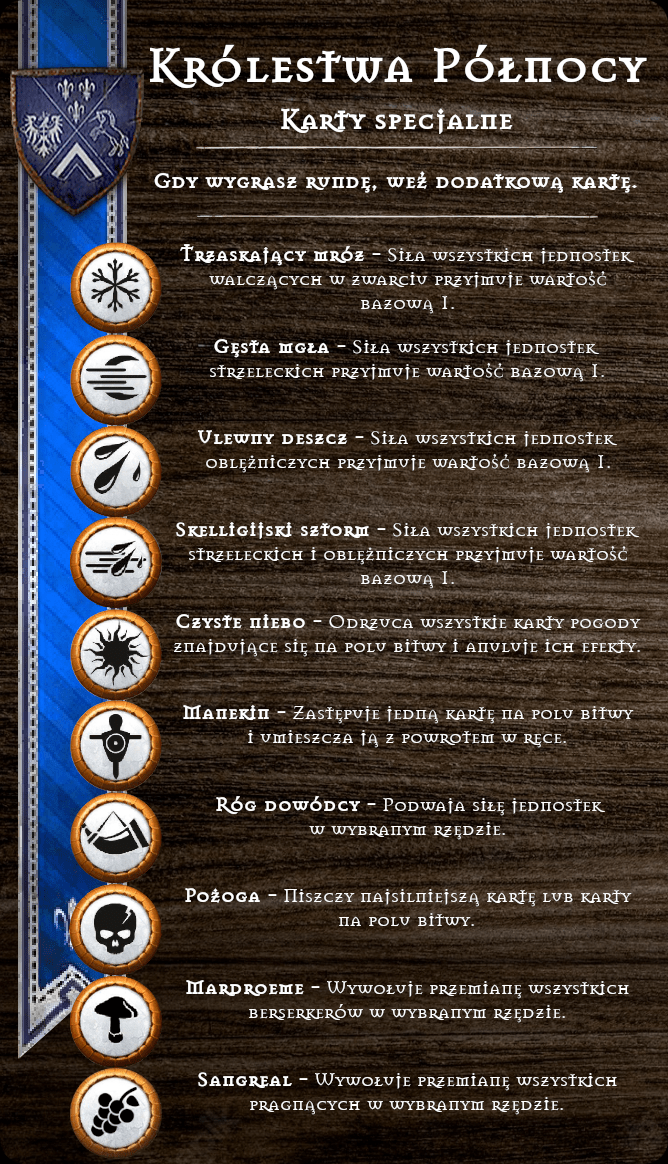 Królestwa Północy
Karty specjalne
Gdy wygrasz rundę, weź dodatkową kartę.
Trzaskający mróz – Siła wszystkich jednostek
walczących w zwarciu przyjmuje wartość
bazową 1.
Gęsta mgła – Siła wszystkich jednostek
strzeleckich przyjmuje wartość bazową 1.
Ulewny deszcz – Siła wszystkich jednostek
oblężniczych przyjmuje wartość bazową 1.
Skelligijski sztorm – Siła wszystkich jednostek
strzeleckich i oblężniczych przyjmuje wartość
bazową 1.
Czyste niebo – Odrzuca wszystkie karty pogody
znajdujące się na polu bitwy i anuluje ich efekty.
Manekin – Zastępuje jedną kartę na polu bitwy
i umieszcza ją z powrotem w ręce.
Róg dowódcy – Podwaja siłę jednostek
w wybranym rzędzie.
Pożoga – Niszczy najsilniejszą kartę lub karty
na polu bitwy.
Mardroeme – Wywołuje przemianę wszystkich
berserkerów w wybranym rzędzie.
Sangreal – Wywołuje przemianę wszystkich
pragnących w wybranym rzędzie.